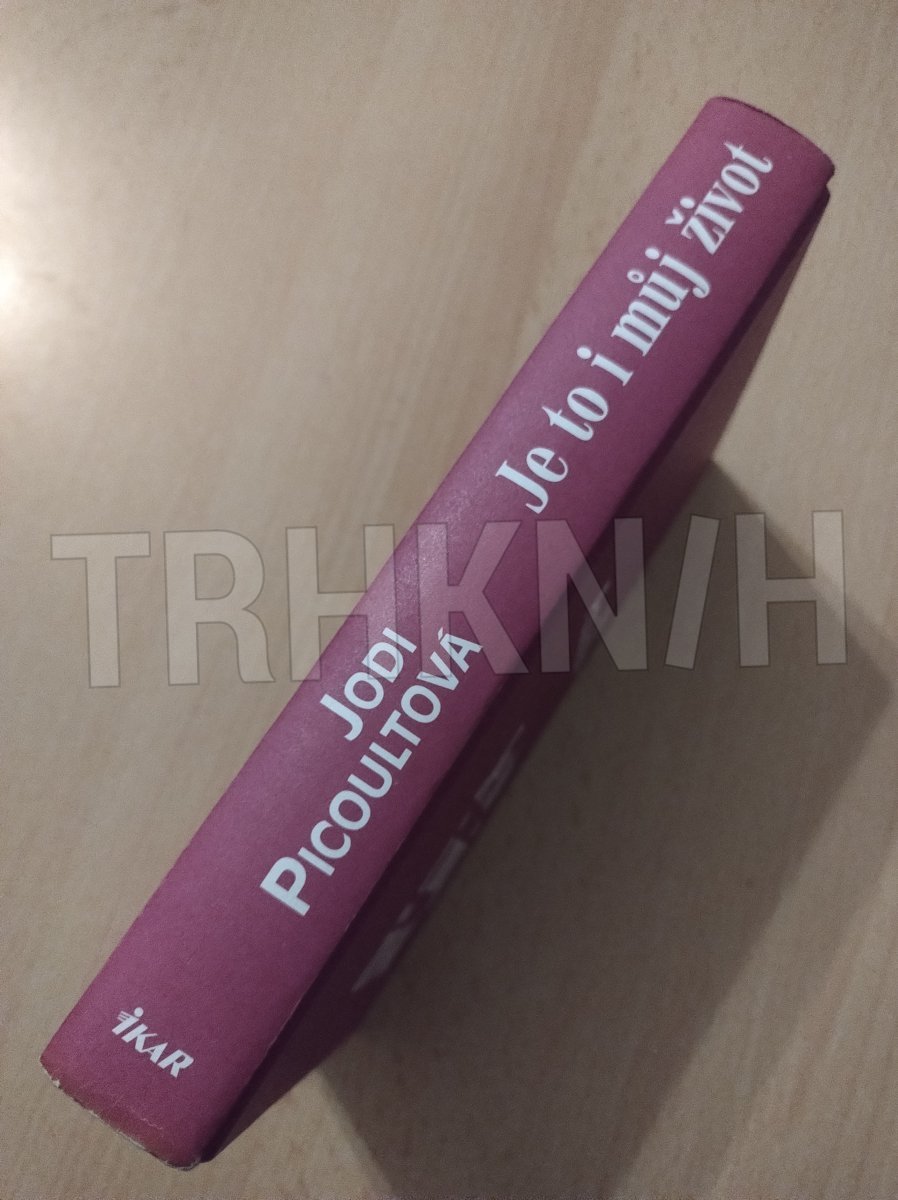 Je to i můj život
JODI
PICOULTOVÁ
iKAR
TRHKNIH